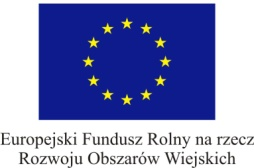 Europejski Fundusz Rolny na rzecz
Rozwoju Obszarów Wiejskich